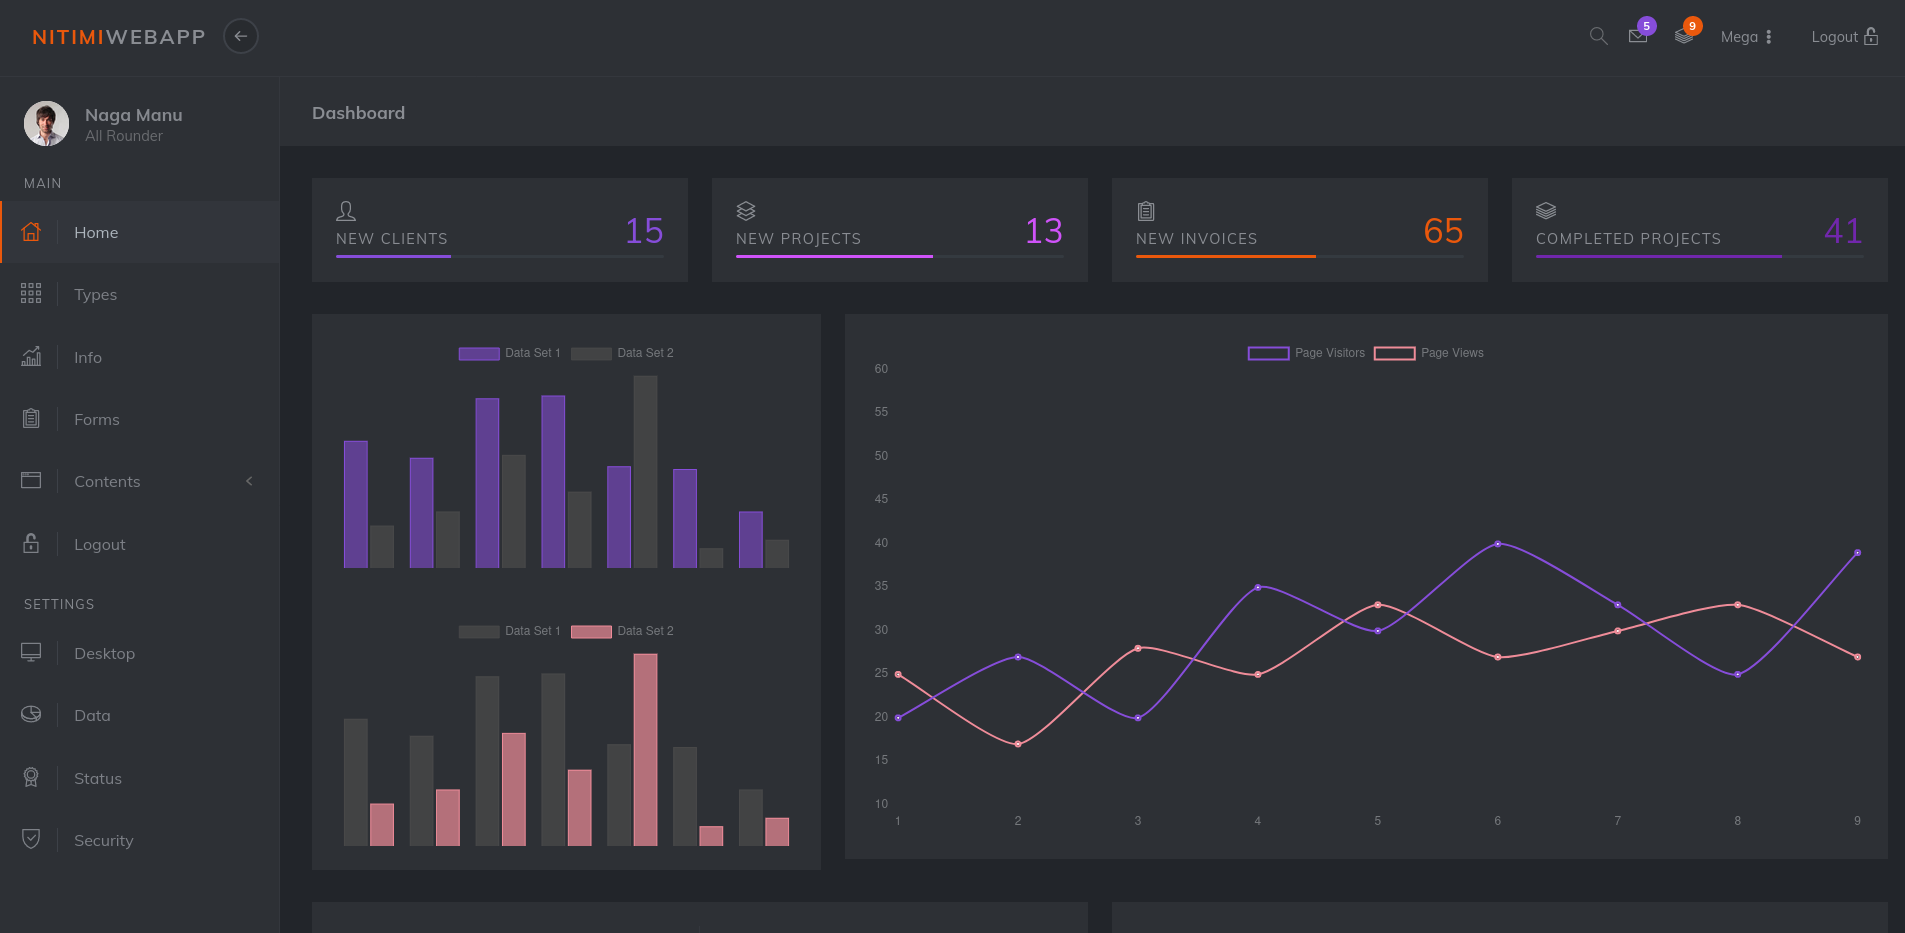 NITIMIWEBAPP
5
9
Mega
Logout
Naga Manu
All Rounder
MAIN
Home
Types
Info
Forms
Contents
Logout
SETTINGS
Desktop
Data
Status
Security
Dashboard
NEW CLIENTS 15
NEW PROJECTS 13
NEW INVOICES 65
COMPLETED PROJECTS 41
Data Set 1 Data Set 2
Data Set 1 Data Set 2
Page Visitors Page Views
60
55
50
45
40
35
30
25
20
15
10
1 2 3 4 5 6 7 8 9